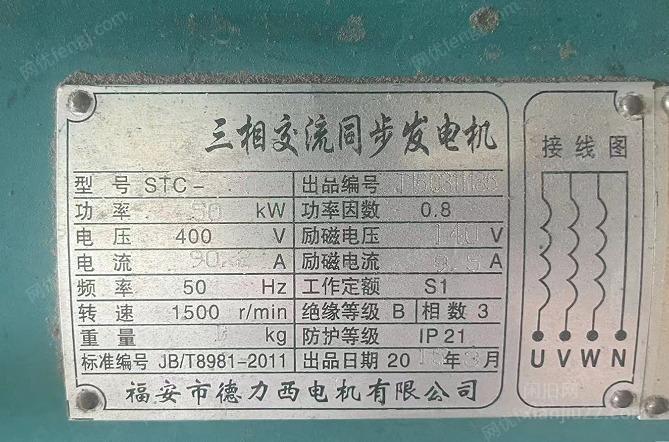 三相交流同步发电机
型号 STC- 出品编号
功率 50 kW 功率因数 0.8
电压 400 V 励磁电压 140 V
电流 90.2 A 励磁电流 A
频率 50 Hz 工作定额 S1
转速 1500 r/min 绝缘等级 B 相数 3
重量 kg 防护等级 IP21
标准编号 JB/T8981-2011 出品日期 20 年 月
福安市德力西电机有限公司
接线图
U V W N